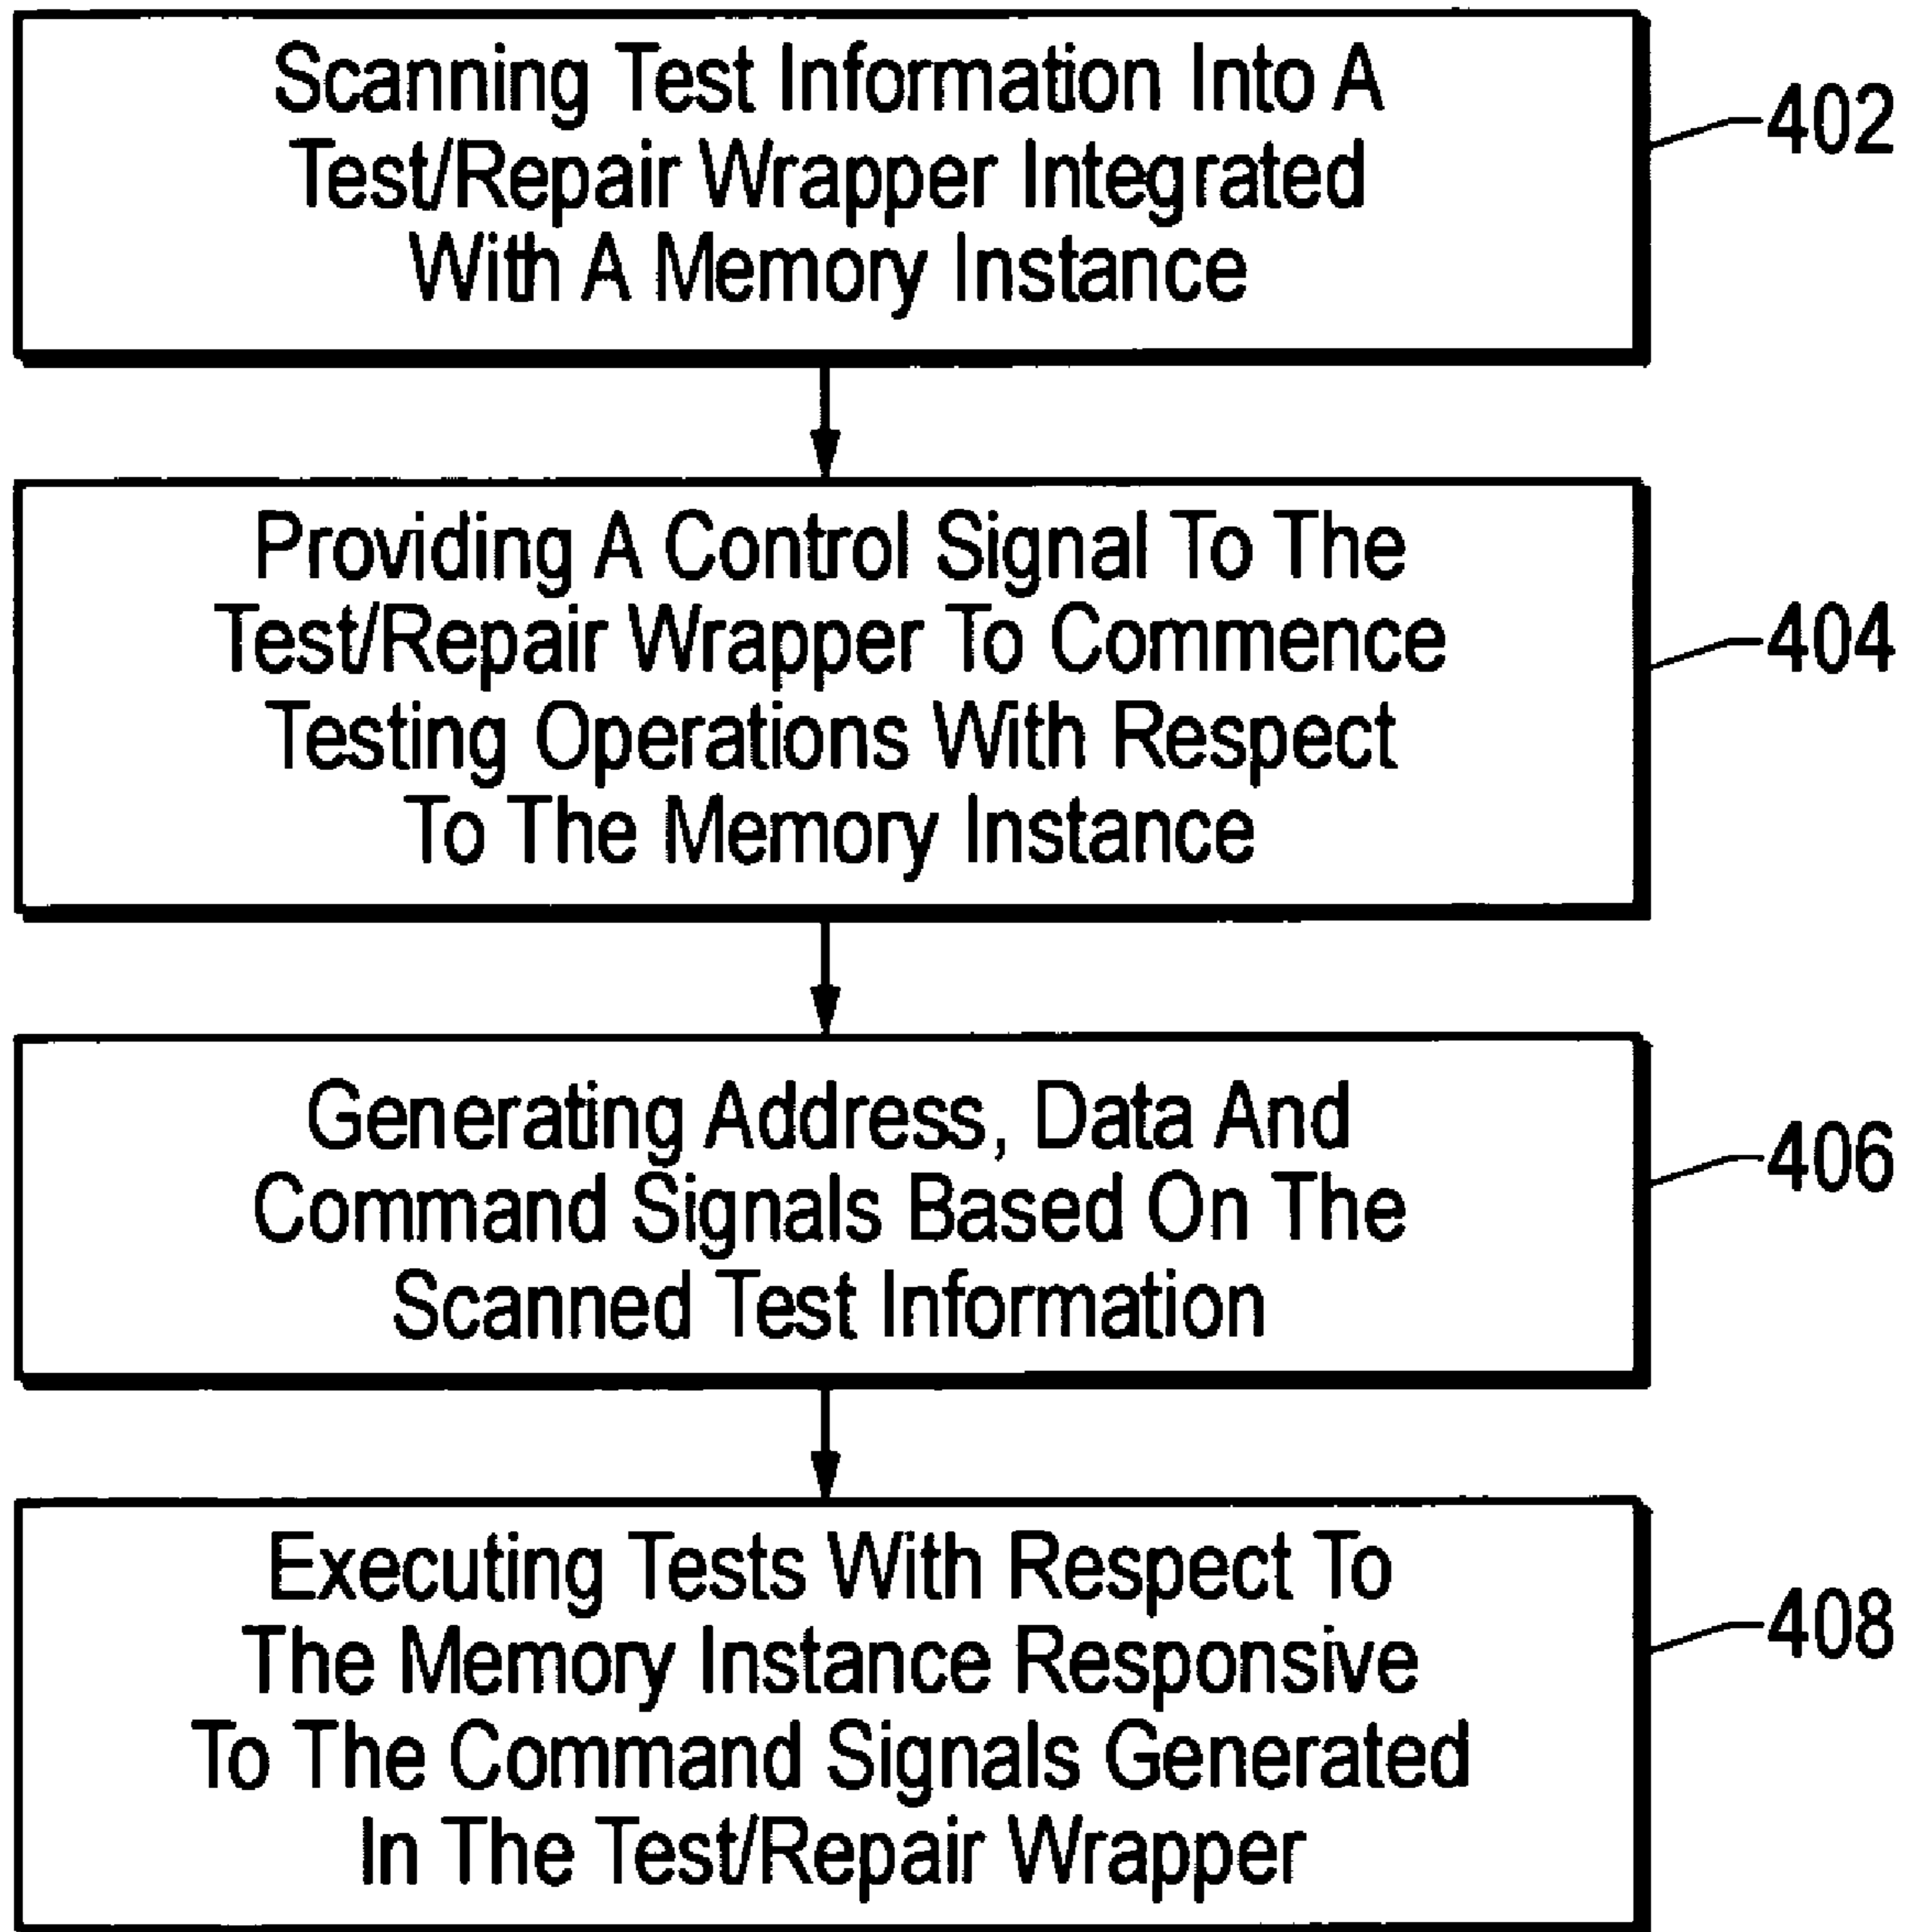 Scanning Test Information Into A
Test/Repair Wrapper Integrated
With A Memory Instance
402
Providing A Control Signal To The
Test/Repair Wrapper To Commence
Testing Operations With Respect
To The Memory Instance
404
Generating Address, Data And
Command Signals Based On The
Scanned Test Information
406
Executing Tests With Respect To
The Memory Instance Responsive
To The Command Signals Generated
In The Test/Repair Wrapper
408